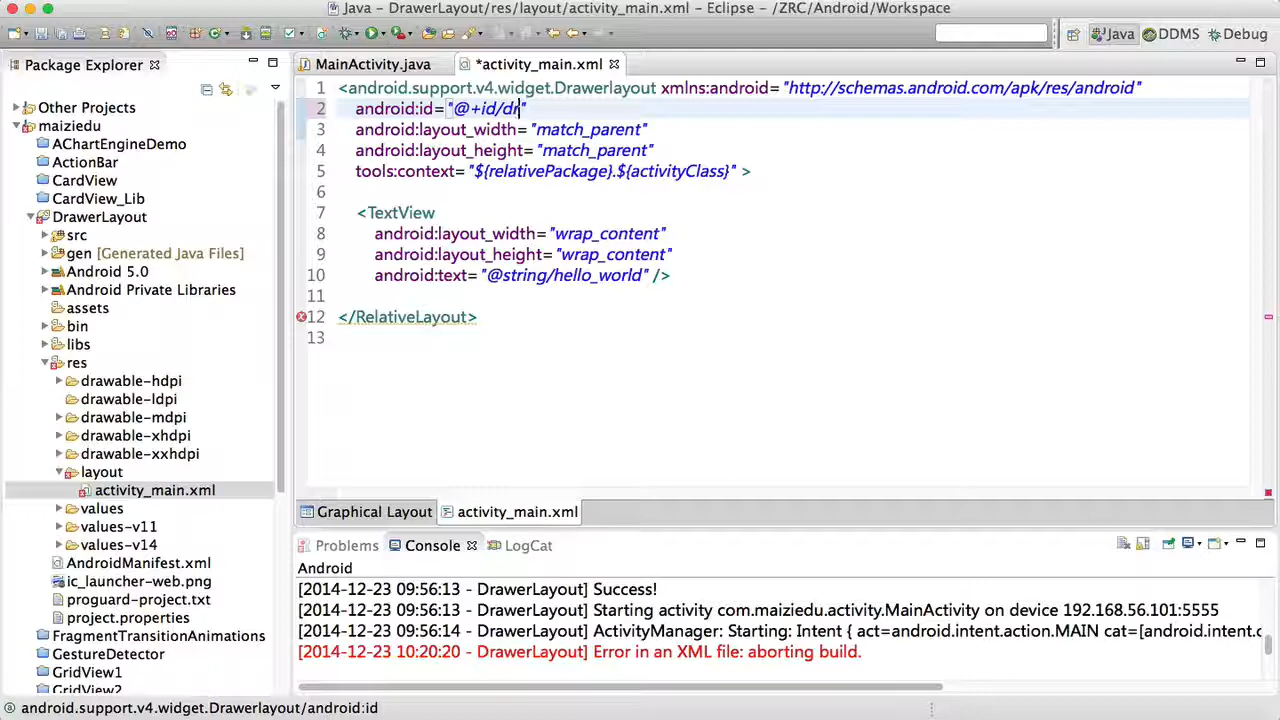 Java – DrawerLayout/res/layout/activity_main.xml – Eclipse – /ZRC/Android/Workspace
Java DDMS Debug
Package Explorer
Other Projects
maiziedu
AChartEngineDemo
ActionBar
CardView
CardView_Lib
DrawerLayout
src
gen [Generated Java Files]
Android 5.0
Android Private Libraries
assets
bin
libs
res
drawable-hdpi
drawable-ldpi
drawable-mdpi
drawable-xhdpi
drawable-xxhdpi
layout
activity_main.xml
values
values-v11
values-v14
AndroidManifest.xml
ic_launcher-web.png
proguard-project.txt
project.properties
FragmentTransitionAnimations
GestureDetector
GridView1
GridView2
MainActivity.java *activity_main.xml
1 <android.support.v4.widget.Drawerlayout xmlns:android="http://schemas.android.com/apk/res/android"
2 android:id="@+id/dr"
3 android:layout_width="match_parent"
4 android:layout_height="match_parent"
5 tools:context="${relativePackage}.${activityClass}" >
6
7 <TextView
8 android:layout_width="wrap_content"
9 android:layout_height="wrap_content"
10 android:text="@string/hello_world" />
11
12 </RelativeLayout>
13
Graphical Layout activity_main.xml
Problems Console LogCat
Android
[2014-12-23 09:56:13 - DrawerLayout] Success!
[2014-12-23 09:56:13 - DrawerLayout] Starting activity com.maiziedu.activity.MainActivity on device 192.168.56.101:5555
[2014-12-23 09:56:14 - DrawerLayout] ActivityManager: Starting: Intent { act=android.intent.action.MAIN cat=[android.intent.c
[2014-12-23 10:20:20 - DrawerLayout] Error in an XML file: aborting build.
android.support.v4.widget.Drawerlayout/android:id